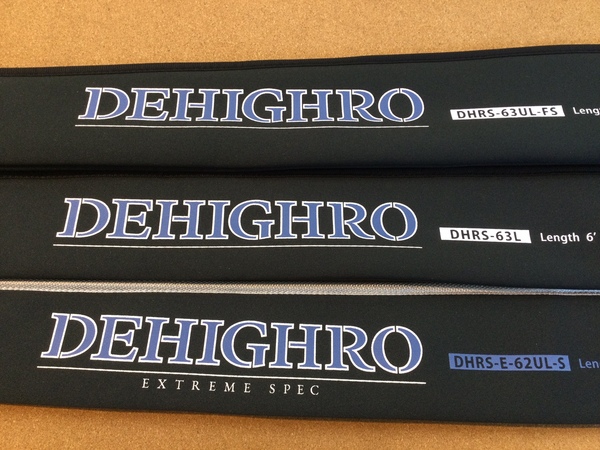 DEHIGHRO DHRS-63UL-FS
DEHIGHRO DHRS-63L Length 6'
DEHIGHRO DHRS-E-62UL-S
EXTREME SPEC